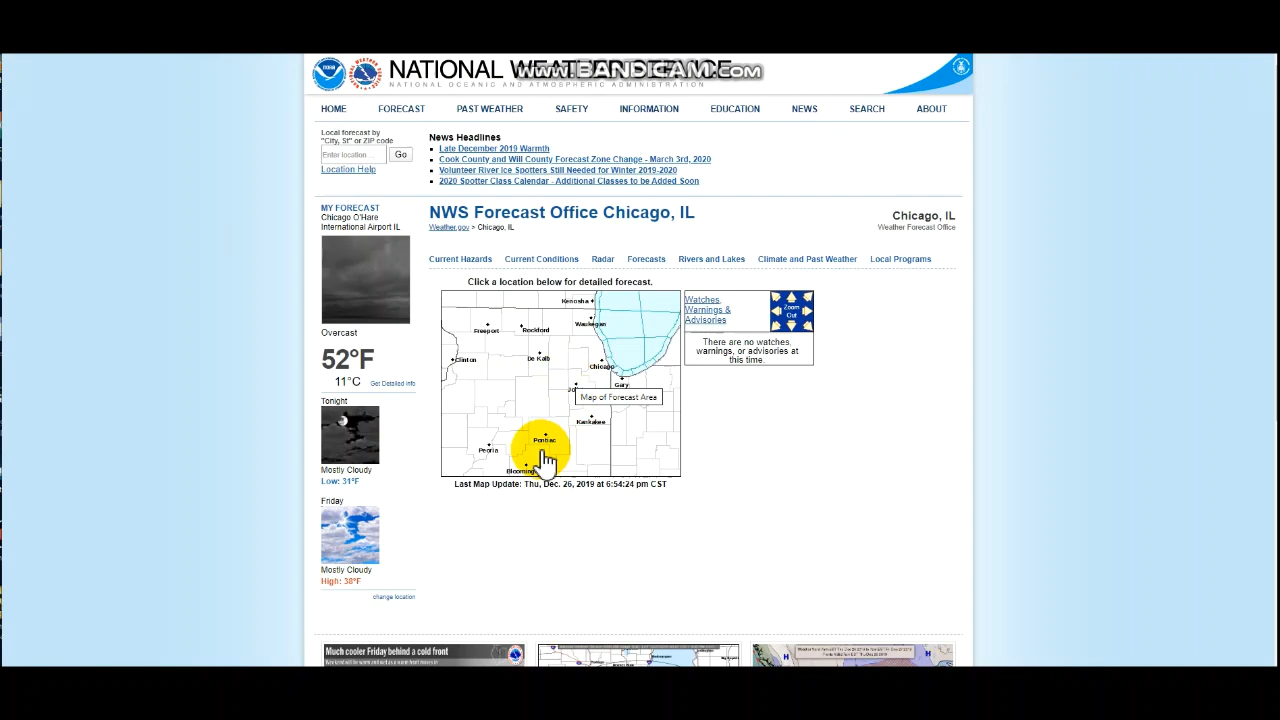 NATIONAL WEATHER SERVICE
www.BANDICAM.com
NATIONAL OCEANIC AND ATMOSPHERIC ADMINISTRATION
HOME FORECAST PAST WEATHER SAFETY INFORMATION EDUCATION NEWS SEARCH ABOUT
Local forecast by
"City, St" or ZIP code
Enter location ...
Go
Location Help
News Headlines
Late December 2019 Warmth
Cook County and Will County Forecast Zone Change - March 3rd, 2020
Volunteer River Ice Spotters Still Needed for Winter 2019-2020
2020 Spotter Class Calendar - Additional Classes to be Added Soon
MY FORECAST
Chicago O'Hare
International Airport IL
Overcast
52°F
11°C
Get Detailed info
Tonight
Mostly Cloudy
Low: 31°F
Friday
Mostly Cloudy
High: 38°F
change location
NWS Forecast Office Chicago, IL
Weather.gov > Chicago, IL
Chicago, IL
Weather Forecast Office
Current Hazards Current Conditions Radar Forecasts Rivers and Lakes Climate and Past Weather Local Programs
Click a location below for detailed forecast.
Kenosha
Waukegan
Freeport
Rockford
Clinton
De Kalb
Chicago
Gary
Map of Forecast Area
Kankakee
Pontiac
Peoria
Blooming
Last Map Update: Thu, Dec. 26, 2019 at 6:54:24 pm CST
Watches,
Warnings &
Advisories
Zoom
Out
There are no watches,
warnings, or advisories at
this time.
Much cooler Friday behind a cold front